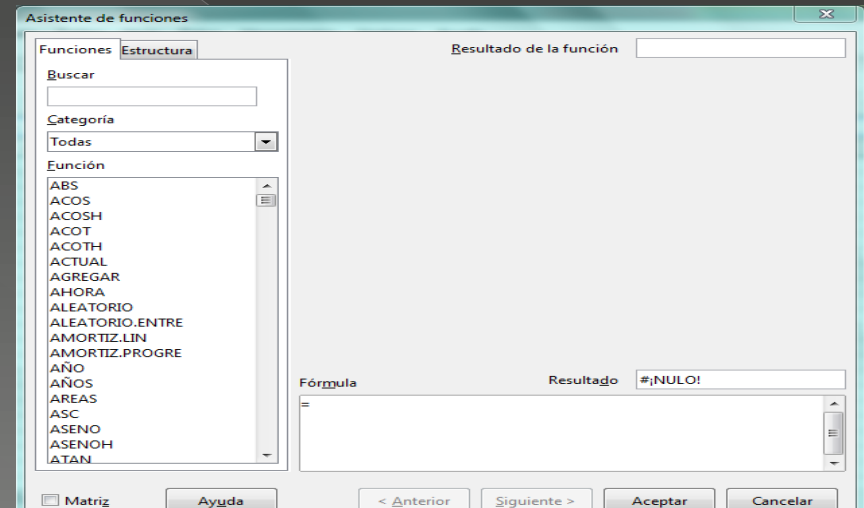 Asistente de funciones
Funciones Estructura
Resultado de la función
Buscar
Categoría
Todas
Función
ABS
ACOS
ACOSH
ACOT
ACOTH
ACTUAL
AGREGAR
AHORA
ALEATORIO
ALEATORIO.ENTRE
AMORTIZ.LIN
AMORTIZ.PROGRE
AÑO
AÑOS
AREAS
ASC
ASENO
ASENOH
ATAN
Fórmula
Resultado #¡NULO!
=
Matriz
Ayuda
< Anterior
Siguiente >
Aceptar
Cancelar